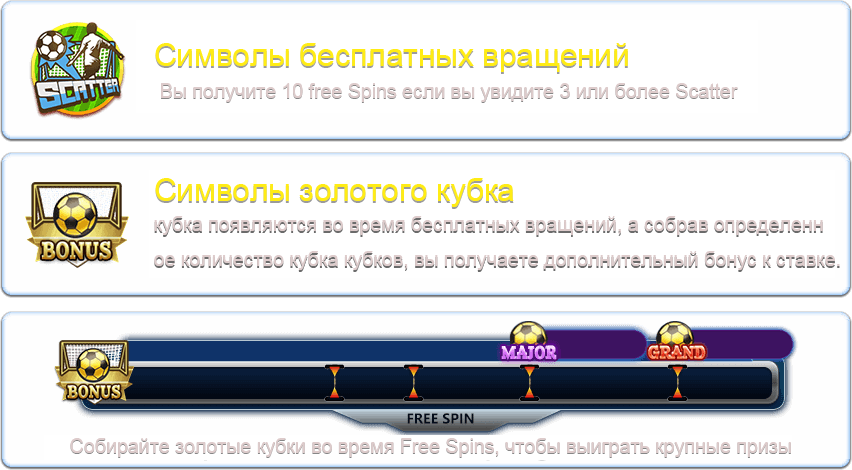 SCATTER
Символы бесплатных вращений
Вы получите 10 free Spins если вы увидите 3 или более Scatter
BONUS
Символы золотого кубка
кубка появляются во время бесплатных вращений, а собрав определенн
ое количество кубка кубков, вы получаете дополнительный бонус к ставке.
MAJOR
GRAND
BONUS
FREE SPIN
Собирайте золотые кубки во время Free Spins, чтобы выиграть крупные призы